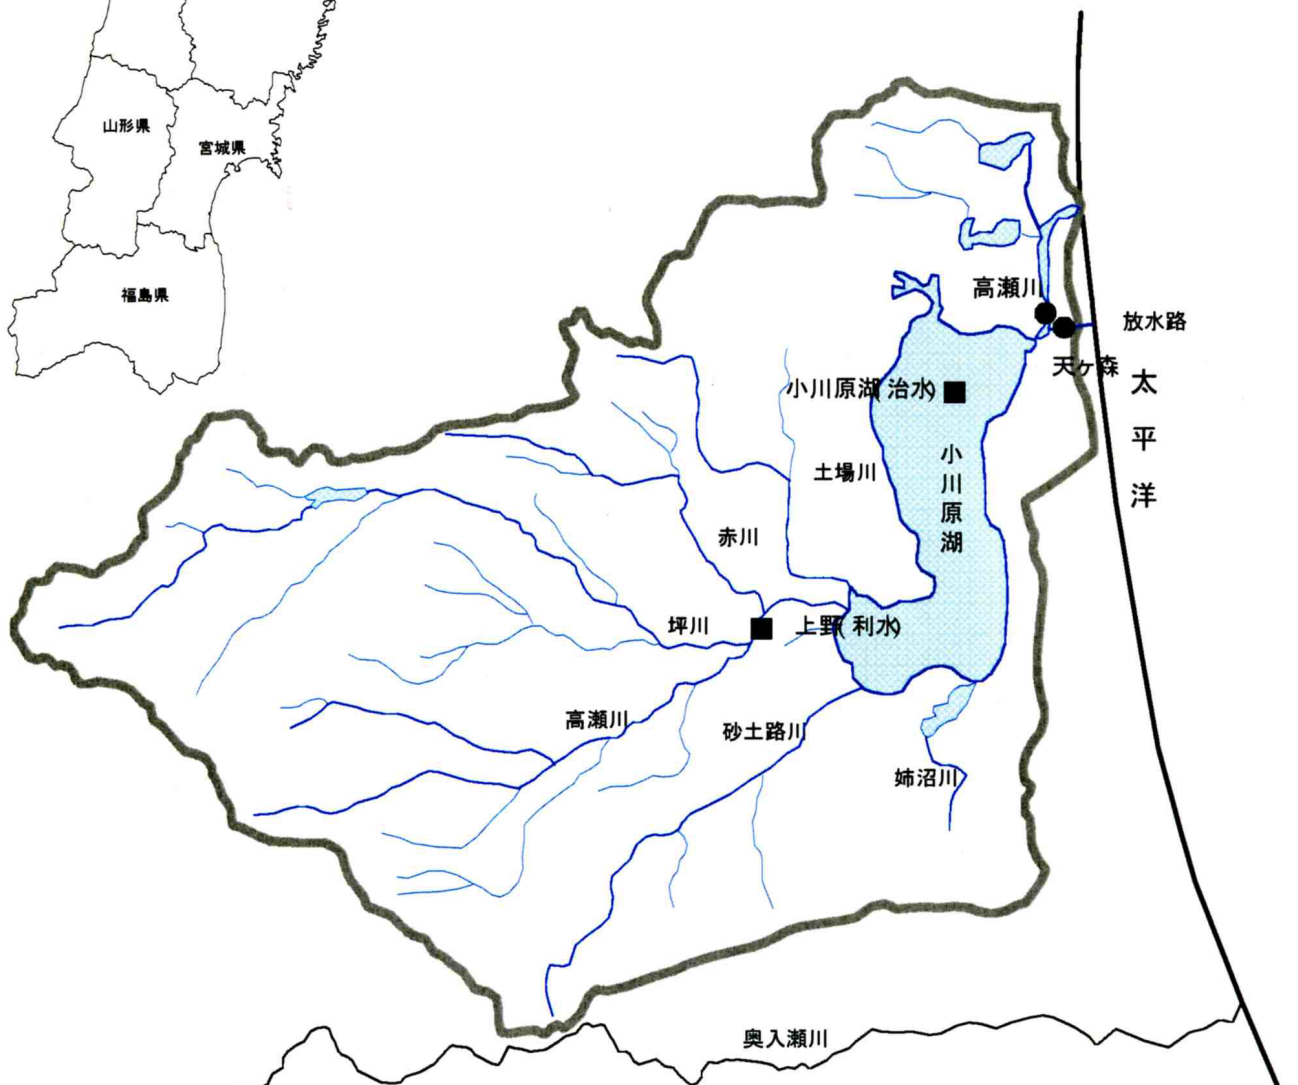 山形県
宮城県
福島県
高瀬川
放水路
天ヶ森
太平洋
小川原湖(治水)
小川原湖
土場川
赤川
坪川
上野(利水)
高瀬川
砂土路川
姉沼川
奥入瀬川